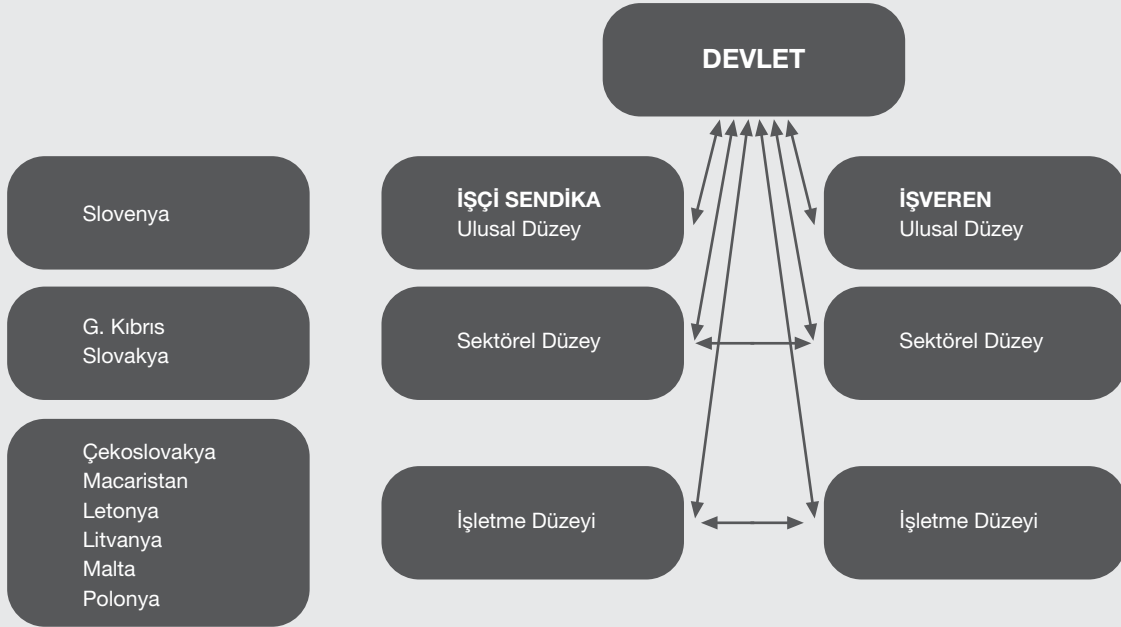 DEVLET
Slovenya
İŞÇİ SENDİKA
Ulusal Düzey
İŞVEREN
Ulusal Düzey
G. Kıbrıs
Slovakya
Sektörel Düzey
Sektörel Düzey
Çekoslovakya
Macaristan
Letonya
Litvanya
Malta
Polonya
İşletme Düzeyi
İşletme Düzeyi